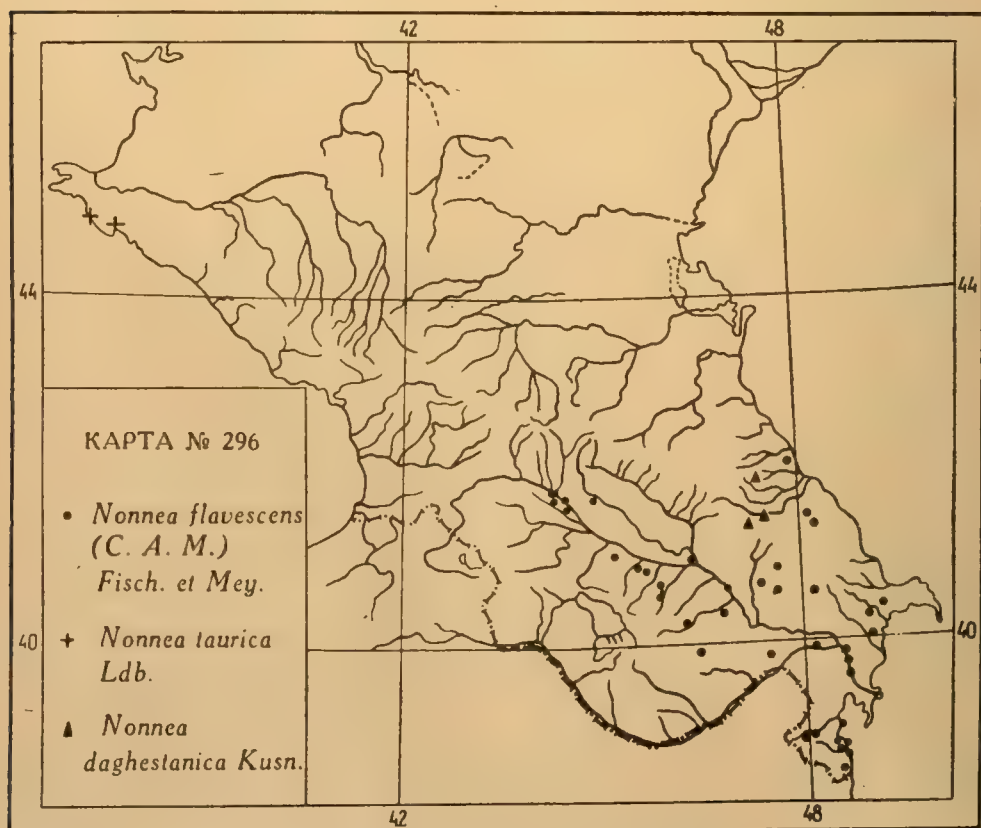 42
48
44
44
КАРТА № 296
Nonnea flavescens
(C. A. M.)
Fisch. et Mey.
40
Nonnea taurica
Ldb.
40
Nonnea
daghestanica Kusn.
42
48